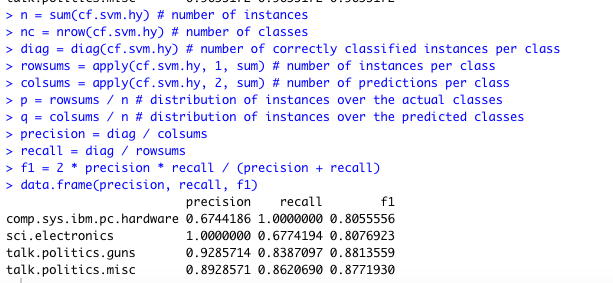 > n = sum(cf.svm.hy) # number of instances
> nc = nrow(cf.svm.hy) # number of classes
> diag = diag(cf.svm.hy) # number of correctly classified instances per class
> rowsums = apply(cf.svm.hy, 1, sum) # number of instances per class
> colsums = apply(cf.svm.hy, 2, sum) # number of predictions per class
> p = rowsums / n # distribution of instances over the actual classes
> q = colsums / n # distribution of instances over the predicted classes
> precision = diag / colsums
> recall = diag / rowsums
> f1 = 2 * precision * recall / (precision + recall)
> data.frame(precision, recall, f1)
precision recall f1
comp.sys.ibm.pc.hardware 0.6744186 1.0000000 0.8055556
sci.electronics 1.0000000 0.6774194 0.8076923
talk.politics.guns 0.9285714 0.8387097 0.8813559
talk.politics.misc 0.8928571 0.8620690 0.8771930